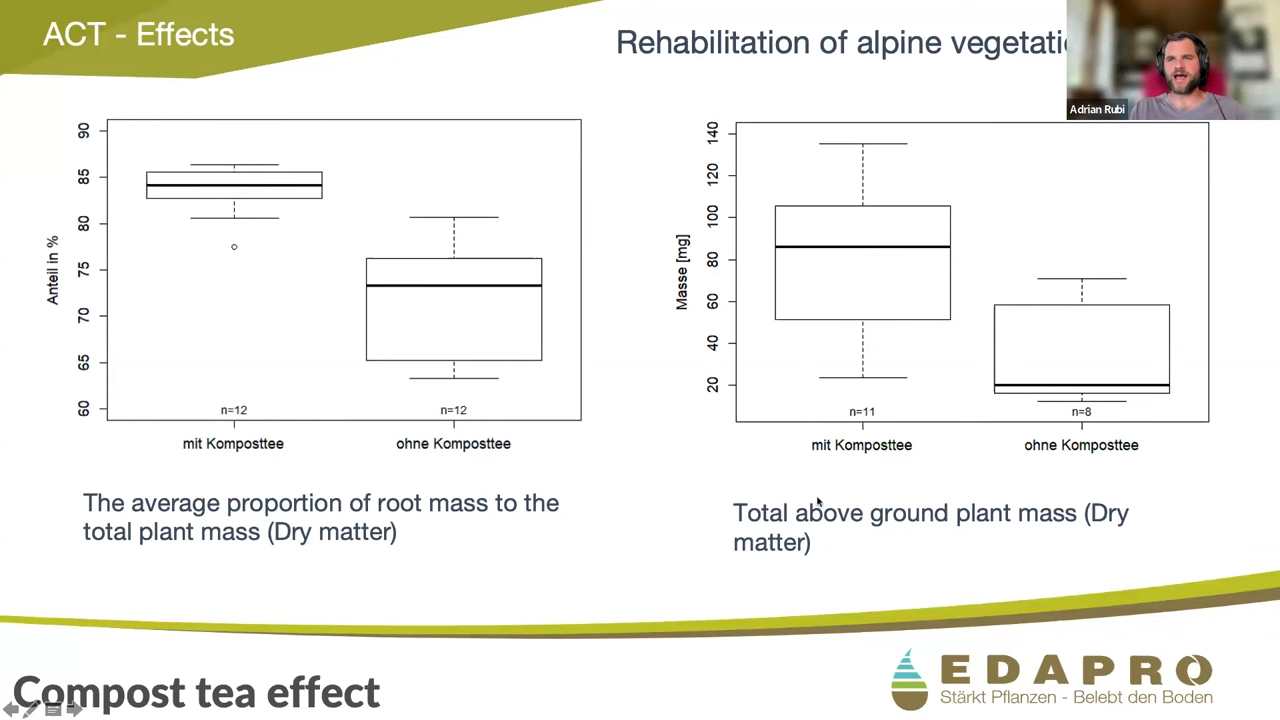 ACT - Effects
Rehabilitation of alpine
Adrian Rubi
90
85
80
75
70
65
60
Anteil in %
n=12
n=12
mit Komposttee
ohne Komposttee
140
120
100
80
60
40
20
Masse [mg]
n=11
n=8
mit Komposttee
ohne Komposttee
The average proportion of root mass to the
total plant mass (Dry matter)
Total above ground plant mass (Dry
matter)
Compost tea effect
EDAPRO
Stärkt Pflanzen - Belebt den Boden